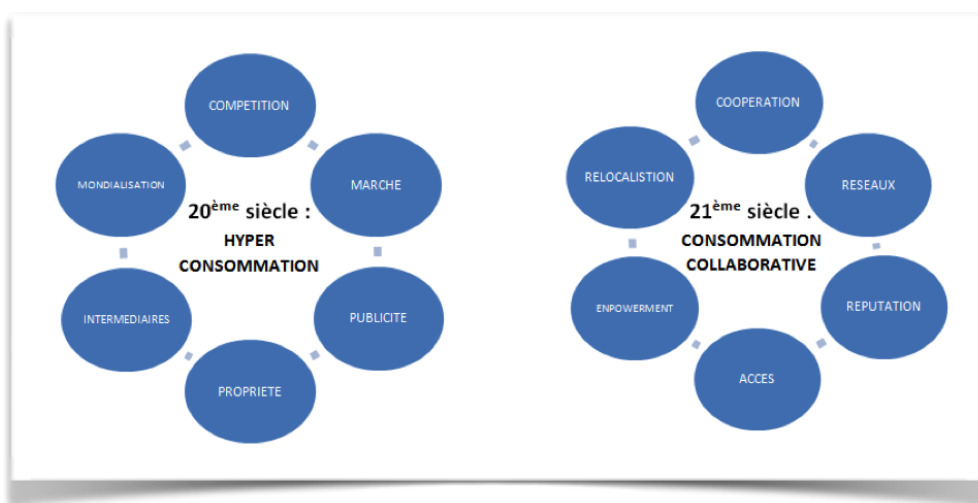 COMPETITION
MARCHE
PUBLICITE
PROPRIETE
INTERMEDIAIRES
MONDIALISATION
20ème siècle :
HYPER
CONSOMMATION
COOPERATION
RESEAUX
REPUTATION
ACCES
ENPOWERMENT
RELOCALISTION
21ème siècle :
CONSOMMATION
COLLABORATIVE